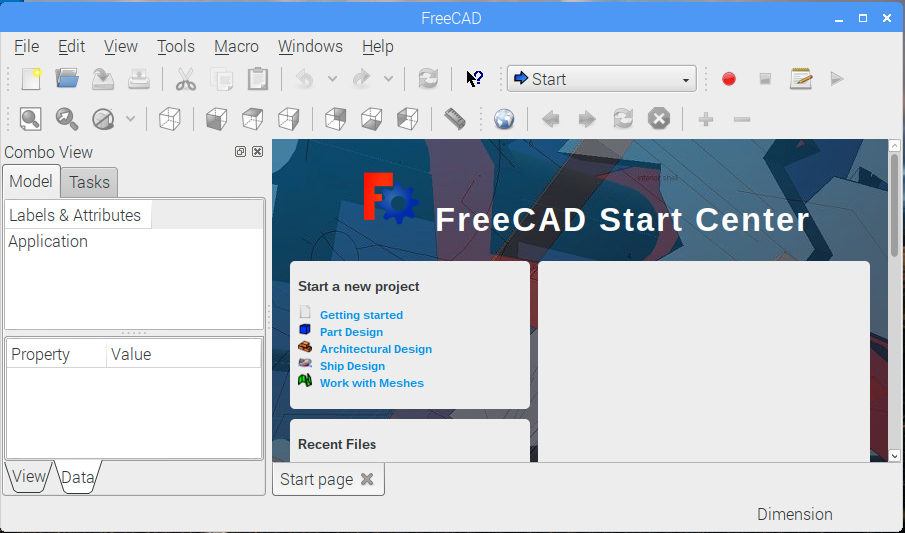 FreeCAD
File Edit View Tools Macro Windows Help
Start
Combo View
Model Tasks
Labels & Attributes
Application
Property Value
View Data
FreeCAD Start Center
Start a new project
Getting started
Part Design
Architectural Design
Ship Design
Work with Meshes
Recent Files
Start page
Dimension